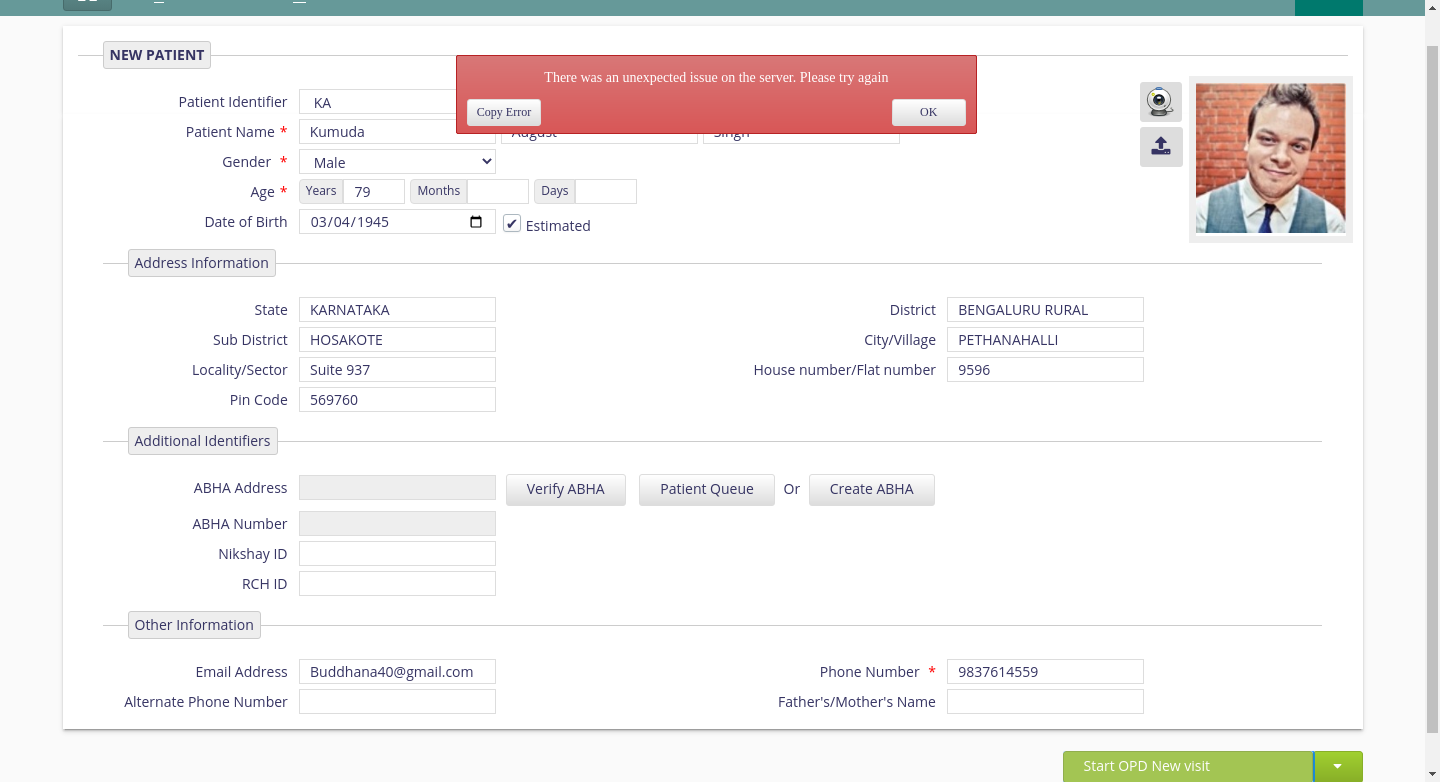 NEW PATIENT
There was an unexpected issue on the server. Please try again
Copy Error OK
Patient Identifier KA
Patient Name * Kumuda August Singh
Gender * Male
Age * Years 79 Months Days
Date of Birth 03/04/1945 Estimated
Address Information
State KARNATAKA District BENGALURU RURAL
Sub District HOSAKOTE City/Village PETHANAHALLI
Locality/Sector Suite 937 House number/Flat number 9596
Pin Code 569760
Additional Identifiers
ABHA Address Verify ABHA Patient Queue Or Create ABHA
ABHA Number
Nikshay ID
RCH ID
Other Information
Email Address Buddhana40@gmail.com Phone Number * 9837614559
Alternate Phone Number Father's/Mother's Name
Start OPD New visit